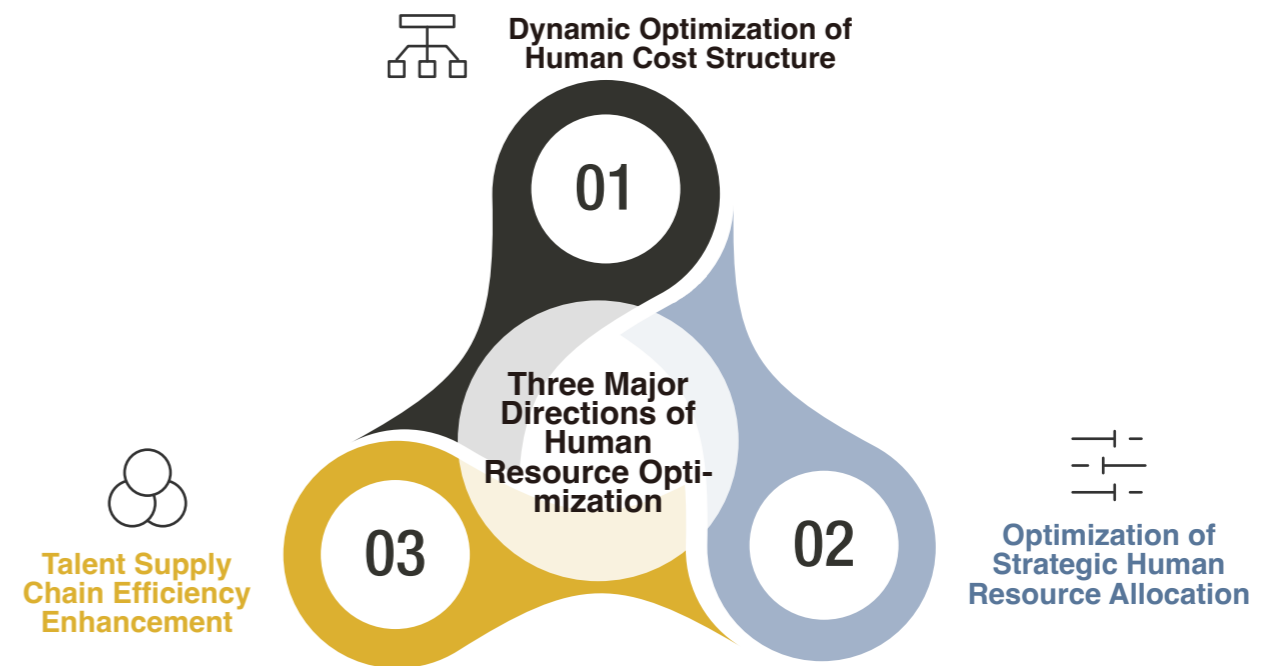 Dynamic Optimization of
Human Cost Structure
01
Three Major
Directions of
Human
Resource Opti-
mization
02
Optimization of
Strategic Human
Resource Allocation
03
Talent Supply
Chain Efficiency
Enhancement